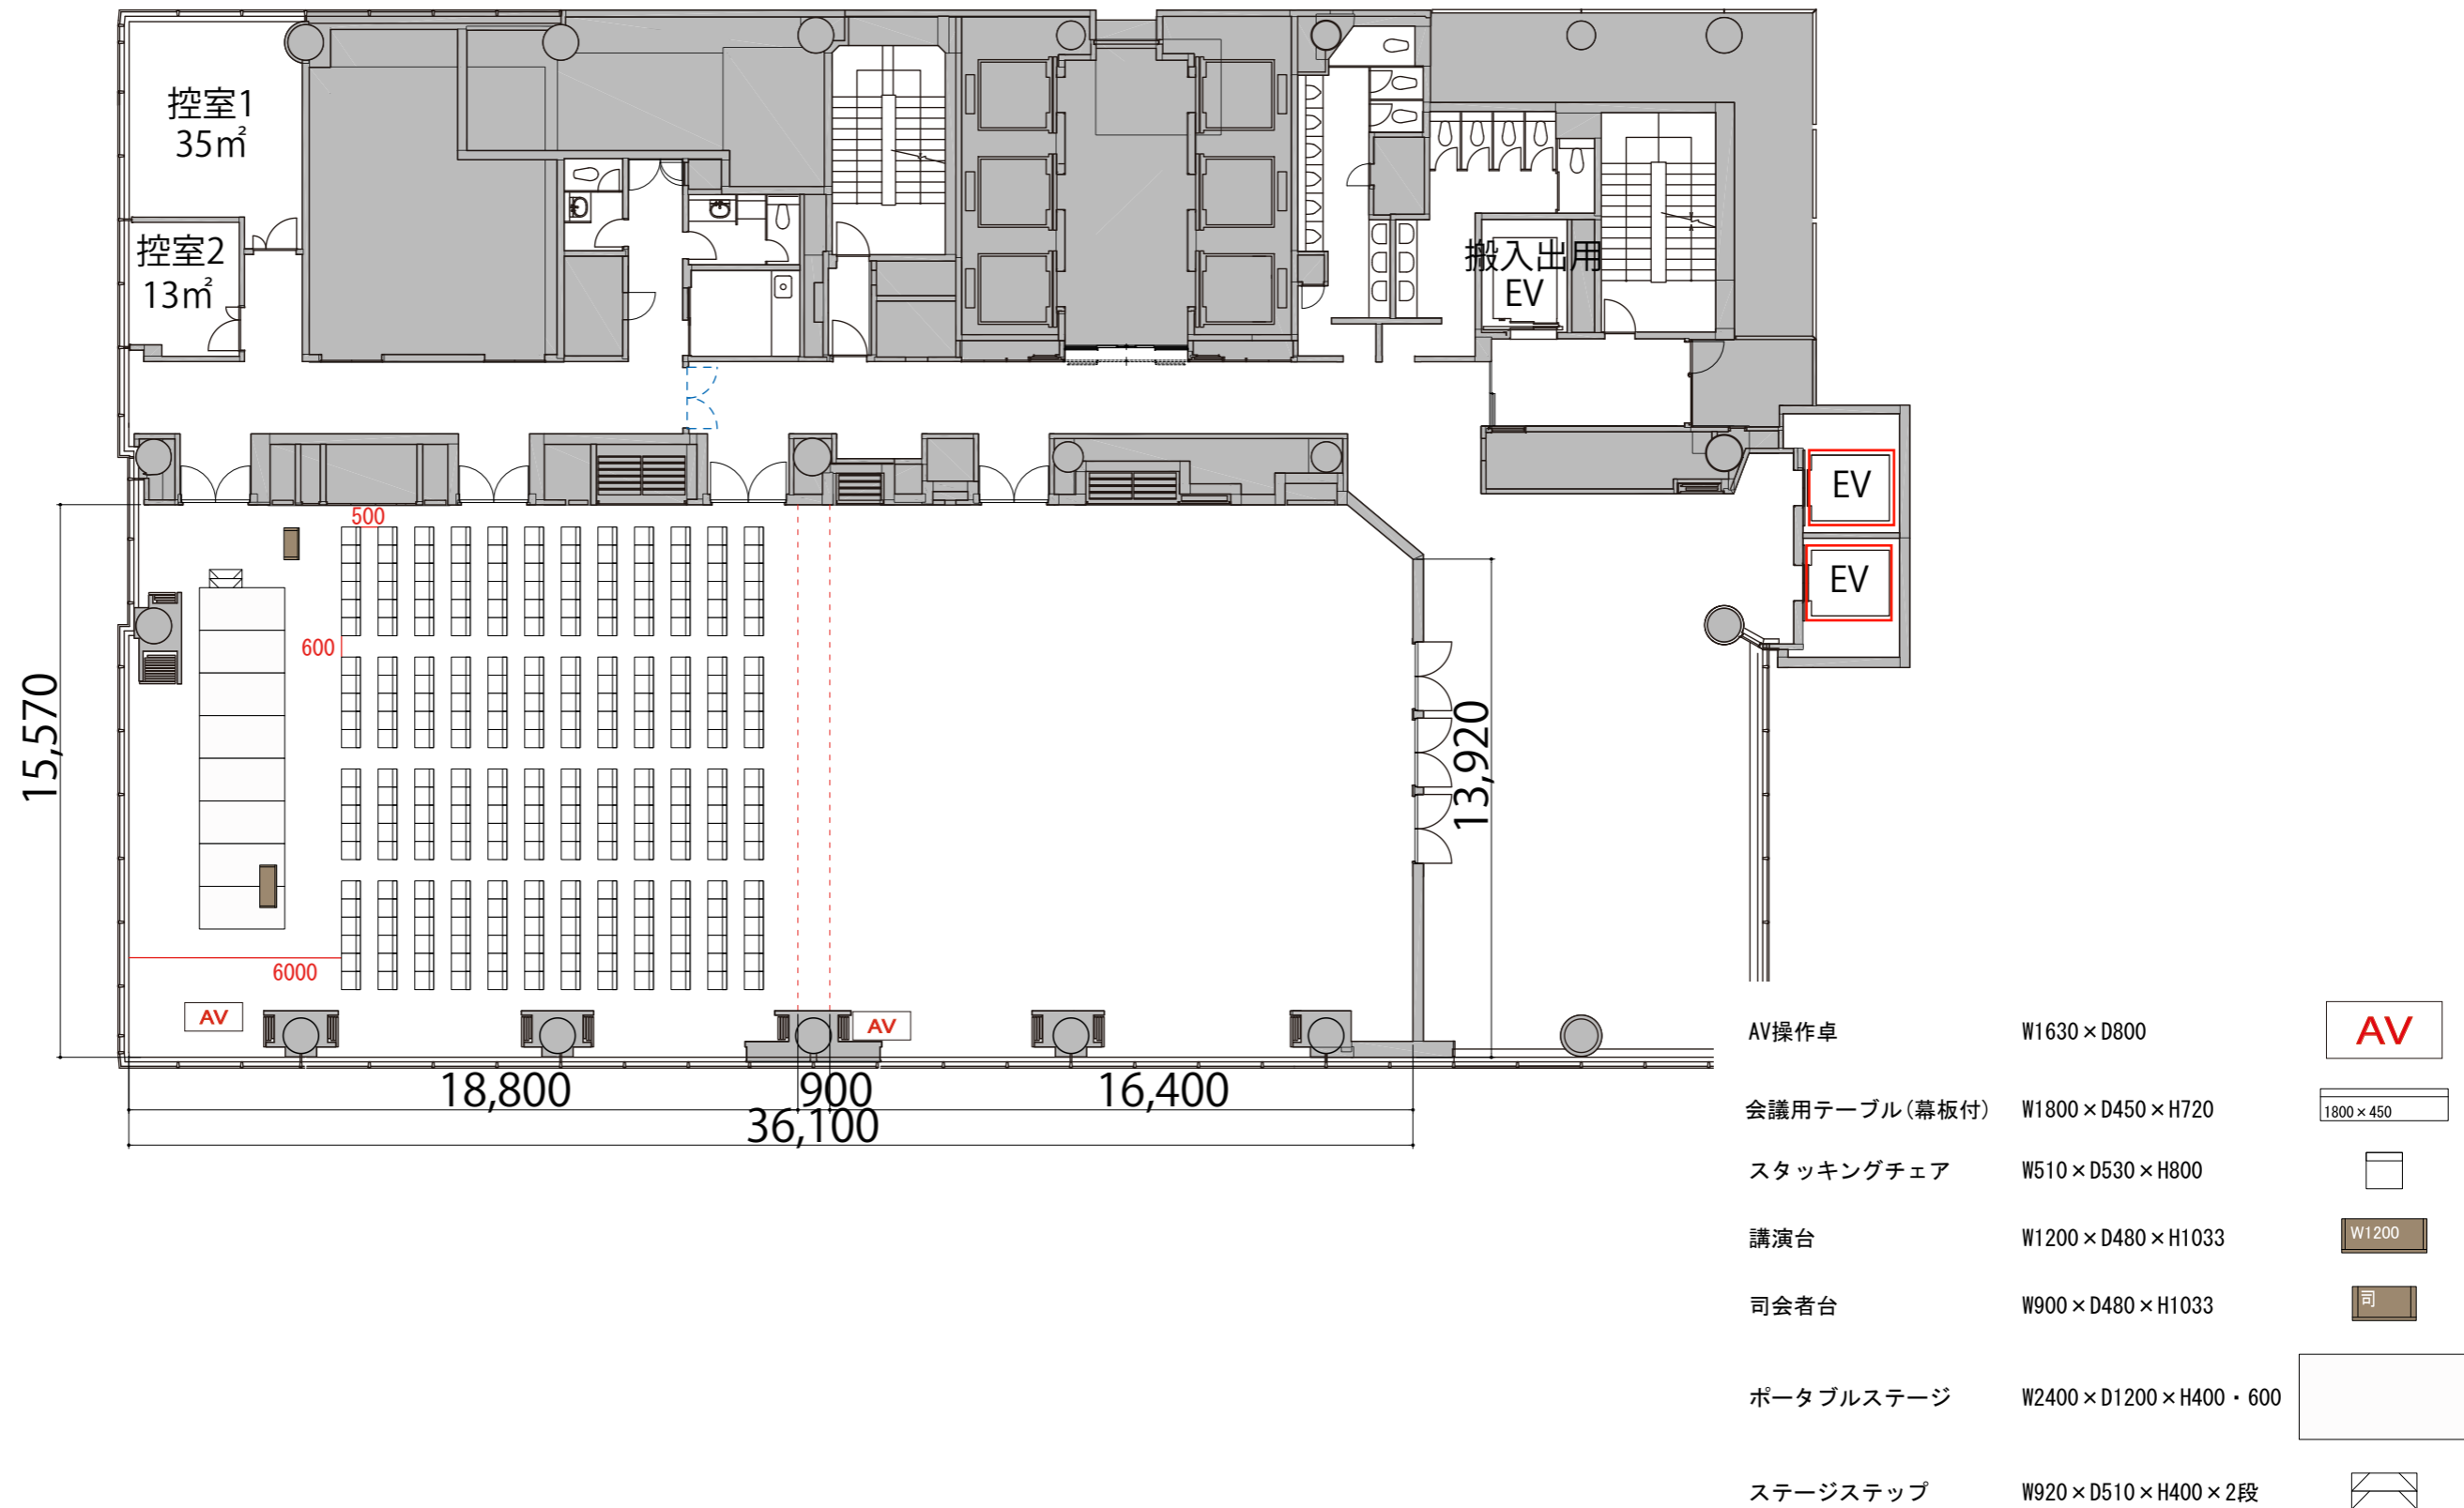 控室1
35㎡
控室2
13㎡
搬入出用
EV
EV
EV
500
600
6000
15,570
13,920
AV
AV
18,800
900
16,400
36,100
AV操作卓 W1630×D800 AV
会議用テーブル(幕板付) W1800×D450×H720 1800×450
スタッキングチェア W510×D530×H800
講演台 W1200×D480×H1033 W1200
司会者台 W900×D480×H1033 司
ポータブルステージ W2400×D1200×H400・600
ステージステップ W920×D510×H400×2段